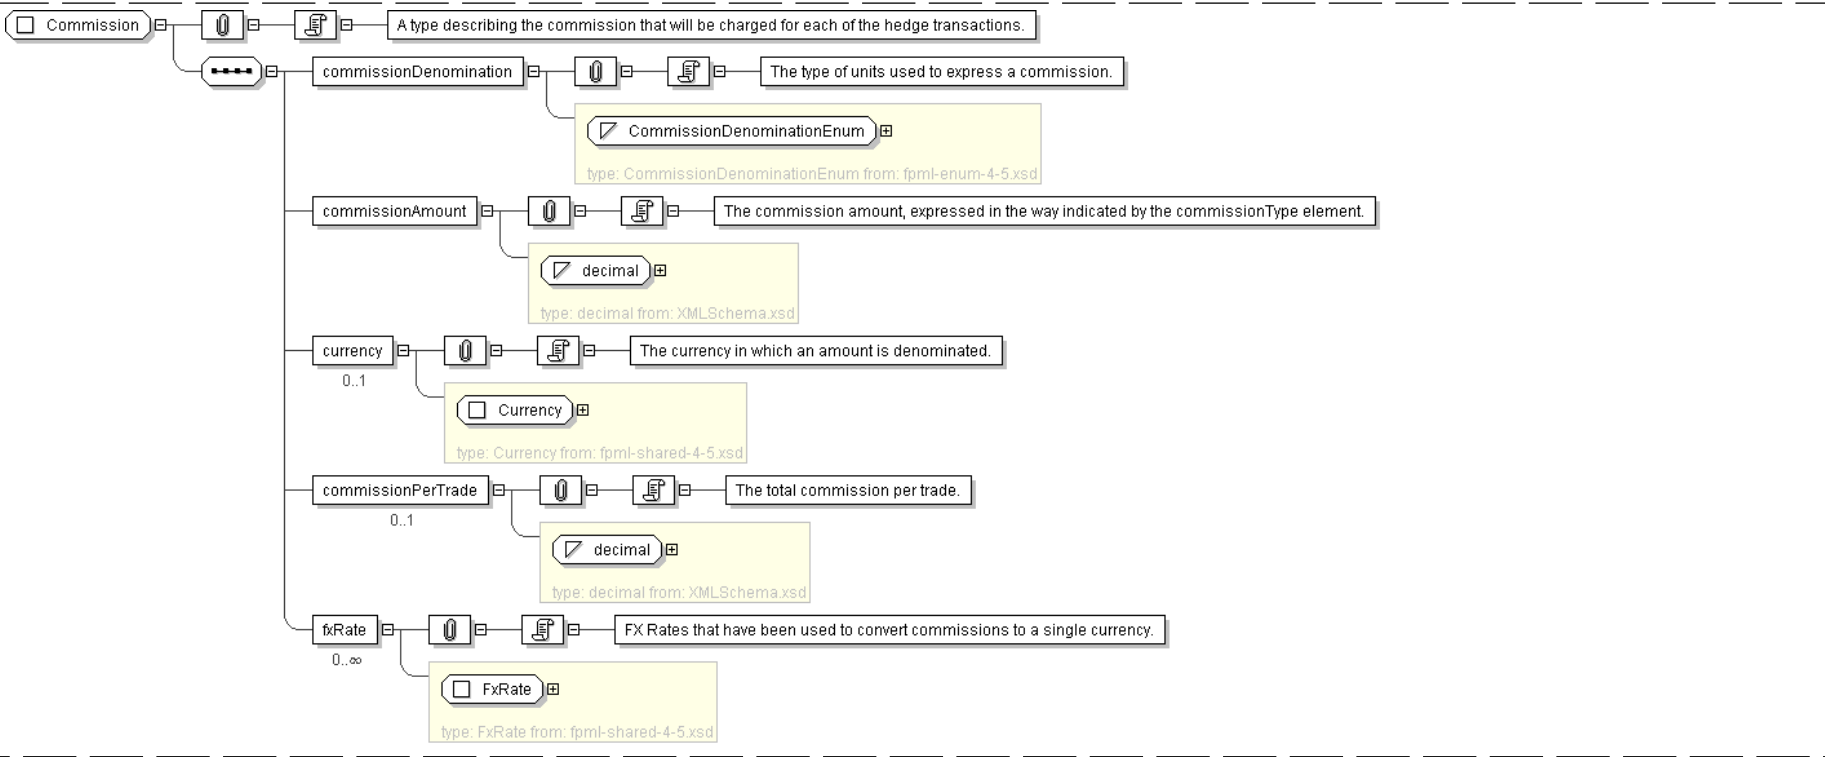 Commission A type describing the commission that will be charged for each of the hedge transactions.
commissionDenomination The type of units used to express a commission.
CommissionDenominationEnum
type: CommissionDenominationEnum from: fpml-enum-4-5.xsd
commissionAmount The commission amount, expressed in the way indicated by the commissionType element.
decimal
type: decimal from: XMLSchema.xsd
currency The currency in which an amount is denominated.
0..1
Currency
type: Currency from: fpml-shared-4-5.xsd
commissionPerTrade The total commission per trade.
0..1
decimal
type: decimal from: XMLSchema.xsd
fxRate FX Rates that have been used to convert commissions to a single currency.
0..∞
FxRate
type: FxRate from: fpml-shared-4-5.xsd